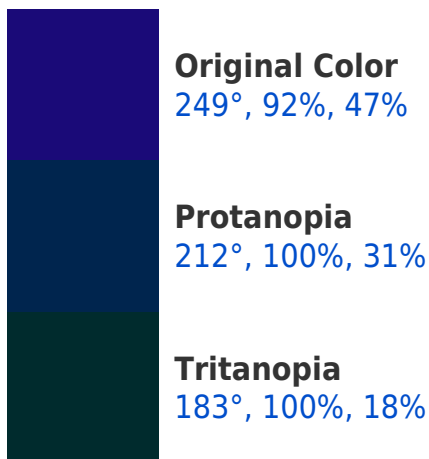 Original Color
249°, 92%, 47%
Protanopia
212°, 100%, 31%
Tritanopia
183°, 100%, 18%